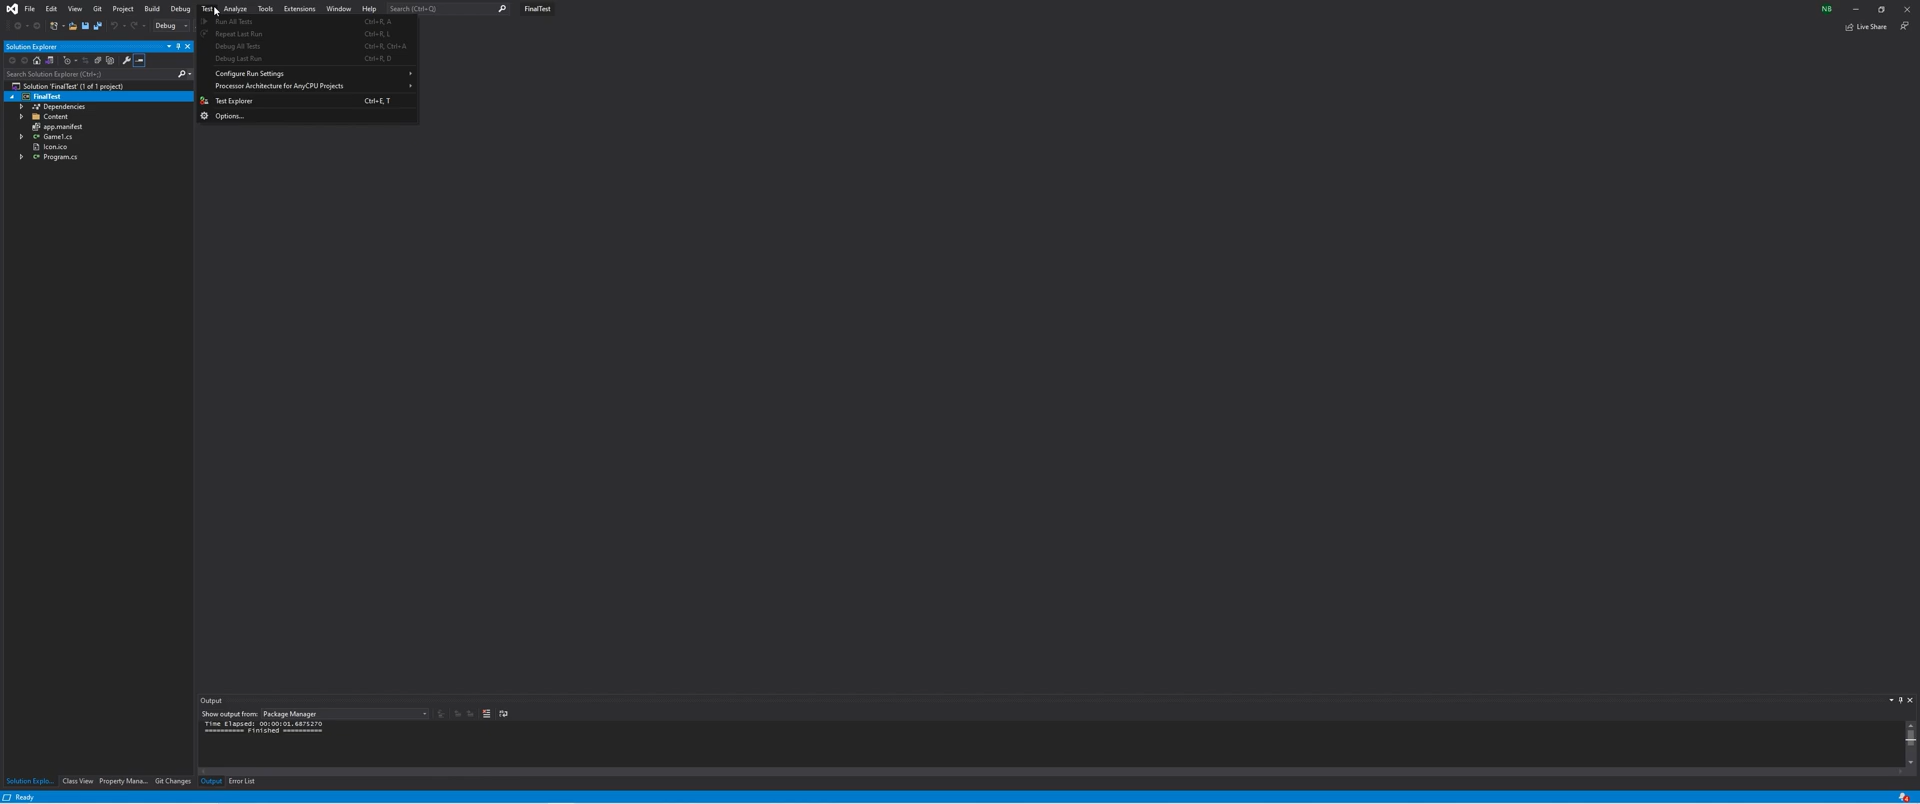 File Edit View Git Project Build Debug Test Analyze Tools Extensions Window Help Search (Ctrl+Q) FinalTest NB
Debug Live Share
Solution Explorer
Search Solution Explorer (Ctrl+;)
Solution 'FinalTest' (1 of 1 project)
FinalTest
Dependencies
Content
app.manifest
Game1.cs
Icon.ico
Program.cs
Run All Tests Ctrl+R, A
Repeat Last Run Ctrl+R, L
Debug All Tests Ctrl+R, Ctrl+A
Debug Last Run Ctrl+R, D
Configure Run Settings
Processor Architecture for AnyCPU Projects
Test Explorer Ctrl+E, T
Options...
Output
Show output from: Package Manager
Time Elapsed: 00:00:01.6875270
========== Finished ==========
Solution Explo... Class View Property Mana... Git Changes Output Error List
Ready 4